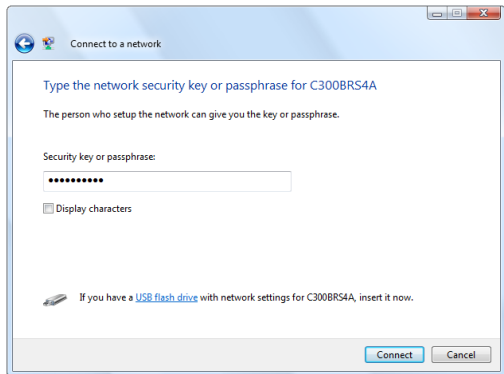 Connect to a network
Type the network security key or passphrase for C300BRS4A
The person who setup the network can give you the key or passphrase.
Security key or passphrase:
••••••••••
Display characters
If you have a USB flash drive with network settings for C300BRS4A, insert it now.
Connect Cancel